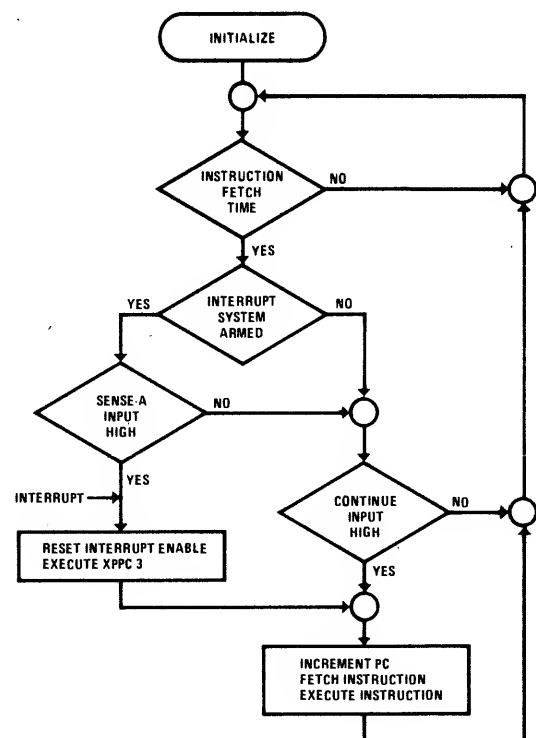 INITIALIZE
INSTRUCTION
FETCH
TIME
NO
YES
YES
INTERRUPT
SYSTEM
ARMED
NO
SENSE-A
INPUT
HIGH
NO
YES
INTERRUPT
CONTINUE
INPUT
HIGH
NO
RESET INTERRUPT ENABLE
EXECUTE XPPC 3
YES
INCREMENT PC
FETCH INSTRUCTION
EXECUTE INSTRUCTION